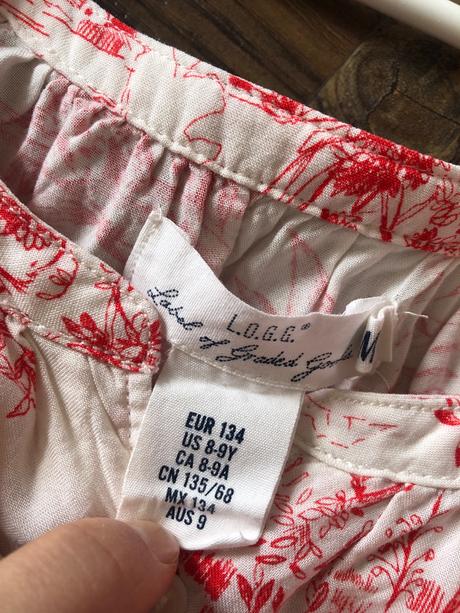 L.O.G.G.®
Label of Graded Goods
EUR 134
US 8-9Y
CA 8-9A
CN 135/68
MX 134
AUS 9